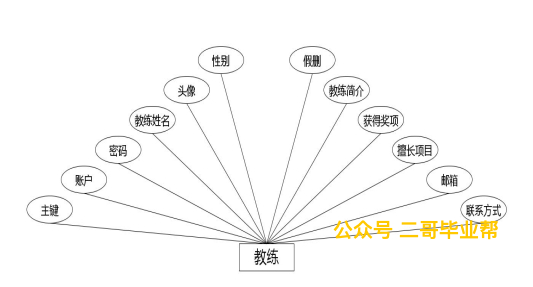 性别
假删
头像
教练简介
教练姓名
获得奖项
密码
擅长项目
账户
邮箱
主键
联系方式
公众号 二哥毕业帮
教练